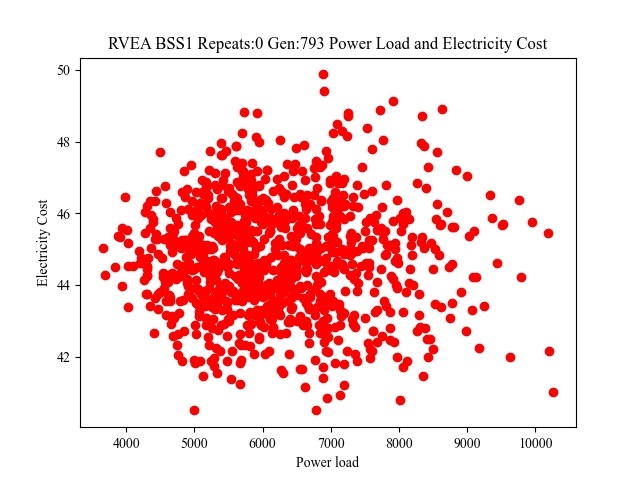 RVEA BSS1 Repeats:0 Gen:793 Power Load and Electricity Cost
50
48
46
44
42
Electricity Cost
4000 5000 6000 7000 8000 9000 10000
Power load